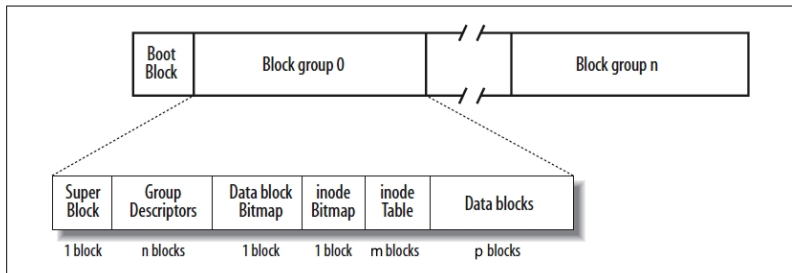 Boot
Block
Block group 0
Block group n
Super
Block
Group
Descriptors
Data block
Bitmap
inode
Bitmap
inode
Table
Data blocks
1 block
n blocks
1 block
1 block
m blocks
p blocks